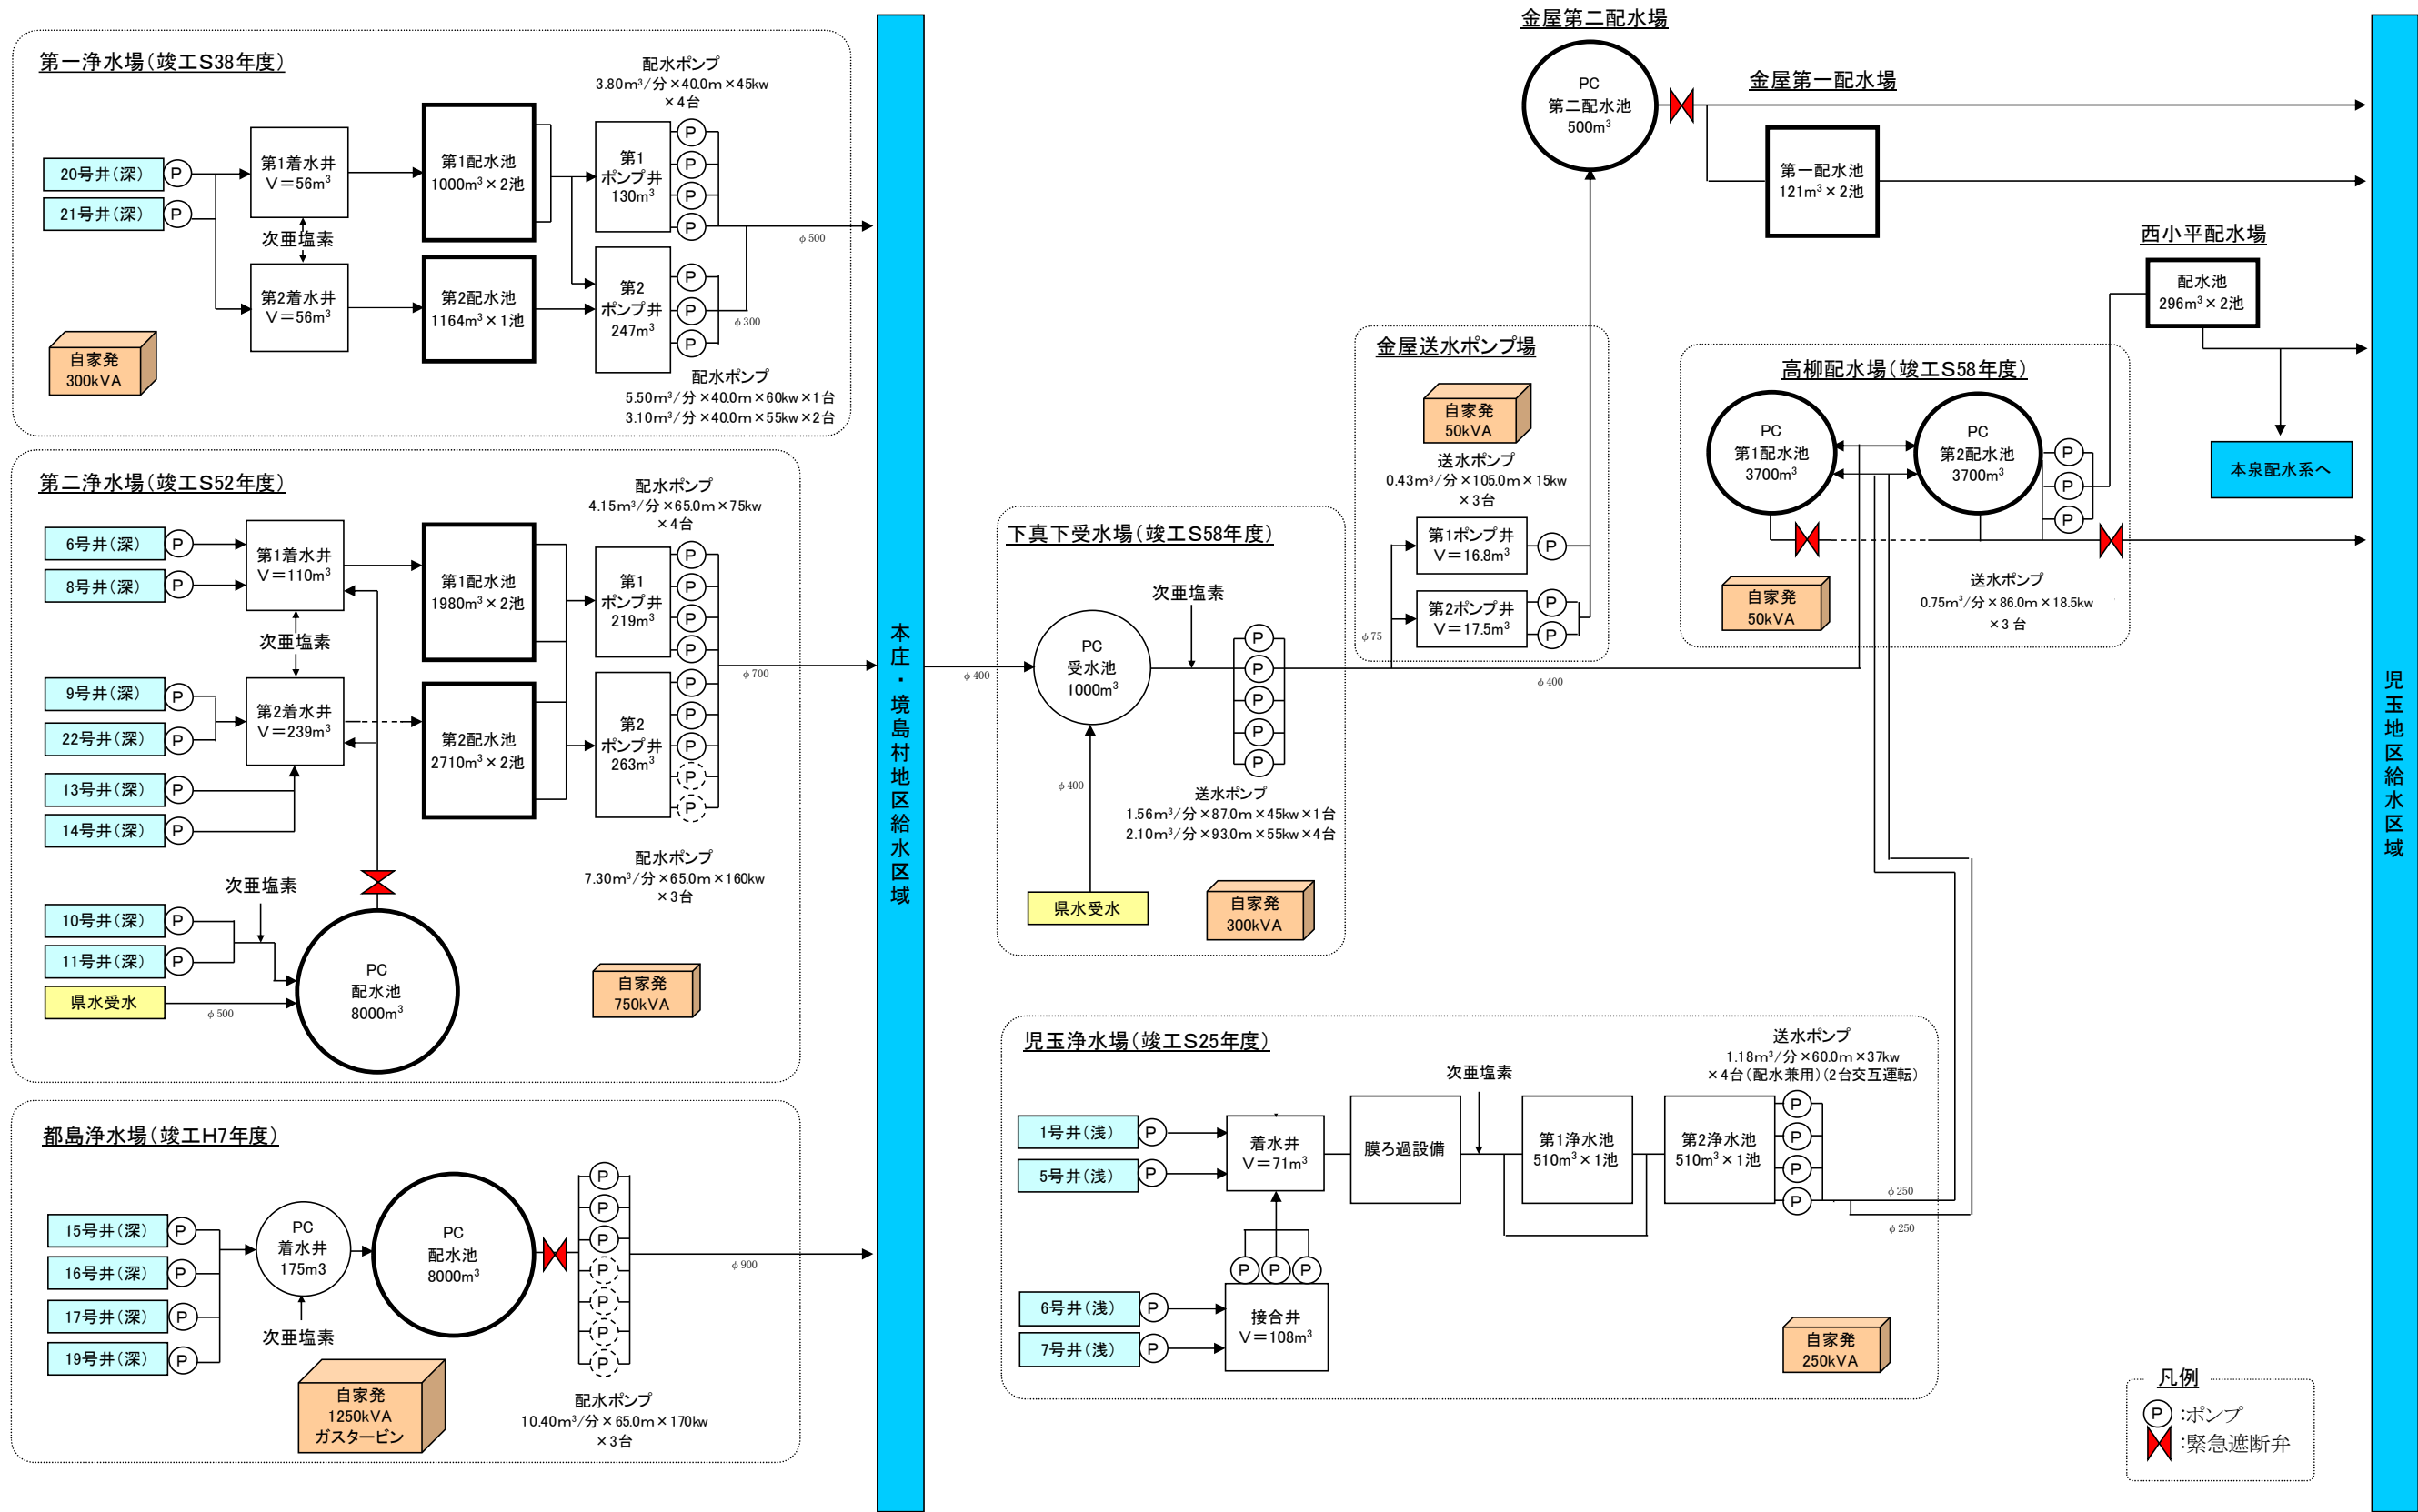 第一浄水場(竣工S38年度)
配水ポンプ
3.80m³/分×40.0m×45kw
×4台
20号井(深)
P
21号井(深)
P
第1着水井
V=56m³
次亜塩素
第2着水井
V=56m³
第1配水池
1000m³×2池
第2配水池
1164m³×1池
第1
ポンプ井
130m³
P
P
P
P
第2
ポンプ井
247m³
P
P
P
φ500
φ300
自家発
300kVA
配水ポンプ
5.50m³/分×40.0m×60kw×1台
3.10m³/分×40.0m×55kw×2台
第二浄水場(竣工S52年度)
配水ポンプ
4.15m³/分×65.0m×75kw
×4台
6号井(深)
P
8号井(深)
P
第1着水井
V=110m³
次亜塩素
9号井(深)
P
22号井(深)
P
第2着水井
V=239m³
13号井(深)
P
14号井(深)
P
第1配水池
1980m³×2池
第2配水池
2710m³×2池
第1
ポンプ井
219m³
P
P
P
P
第2
ポンプ井
263m³
P
P
P
P
P
φ700
配水ポンプ
7.30m³/分×65.0m×160kw
×3台
次亜塩素
10号井(深)
P
11号井(深)
P
県水受水
φ500
PC
配水池
8000m³
自家発
750kVA
都島浄水場(竣工H7年度)
15号井(深)
P
16号井(深)
P
17号井(深)
P
19号井(深)
P
PC
着水井
175m3
次亜塩素
PC
配水池
8000m³
P
P
P
P
P
P
P
φ900
自家発
1250kVA
ガスタービン
配水ポンプ
10.40m³/分×65.0m×170kw
×3台
本庄・境島村地区給水区域
φ400
下真下受水場(竣工S58年度)
次亜塩素
PC
受水池
1000m³
P
P
P
P
P
φ400
送水ポンプ
1.56m³/分×87.0m×45kw×1台
2.10m³/分×93.0m×55kw×4台
県水受水
自家発
300kVA
金屋送水ポンプ場
自家発
50kVA
送水ポンプ
0.43m³/分×105.0m×15kw
×3台
第1ポンプ井
V=16.8m³
P
第2ポンプ井
V=17.5m³
P
P
φ75
φ400
金屋第二配水場
PC
第二配水池
500m³
金屋第一配水場
第一配水池
121m³×2池
西小平配水場
配水池
296m³×2池
本泉配水系へ
高柳配水場(竣工S58年度)
PC
第1配水池
3700m³
PC
第2配水池
3700m³
P
P
P
自家発
50kVA
送水ポンプ
0.75m³/分×86.0m×18.5kw
×3台
児玉浄水場(竣工S25年度)
送水ポンプ
1.18m³/分×60.0m×37kw
×4台(配水兼用)(2台交互運転)
次亜塩素
1号井(浅)
P
5号井(浅)
P
着水井
V=71m³
膜ろ過設備
第1浄水池
510m³×1池
第2浄水池
510m³×1池
P
P
P
P
φ250
φ250
P
P
P
6号井(浅)
P
7号井(浅)
P
接合井
V=108m³
自家発
250kVA
児玉地区給水区域
凡例
P
:ポンプ
:緊急遮断弁